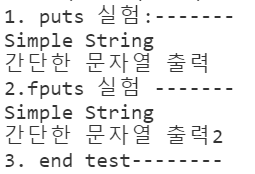 1. puts 실험:-------
Simple String
간단한 문자열 출력
2.fputs 실험 -------
Simple String
간단한 문자열 출력2
3. end test--------